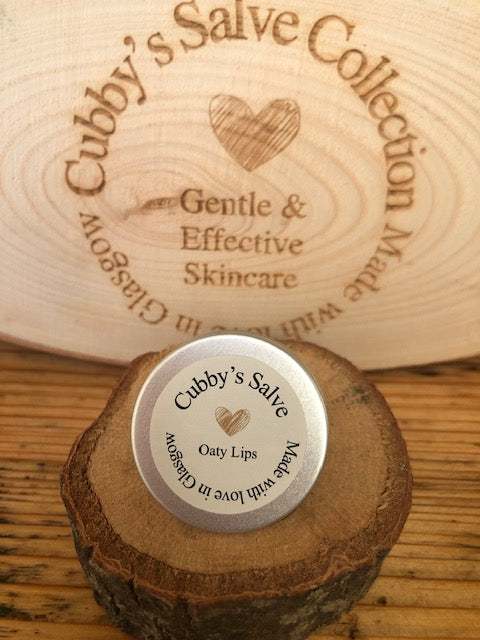 Cubby's Salve Collection
Gentle &
Effective
Skincare
Made with love in Glasgow
Cubby's Salve
Oaty Lips
Made with love in Glasgow